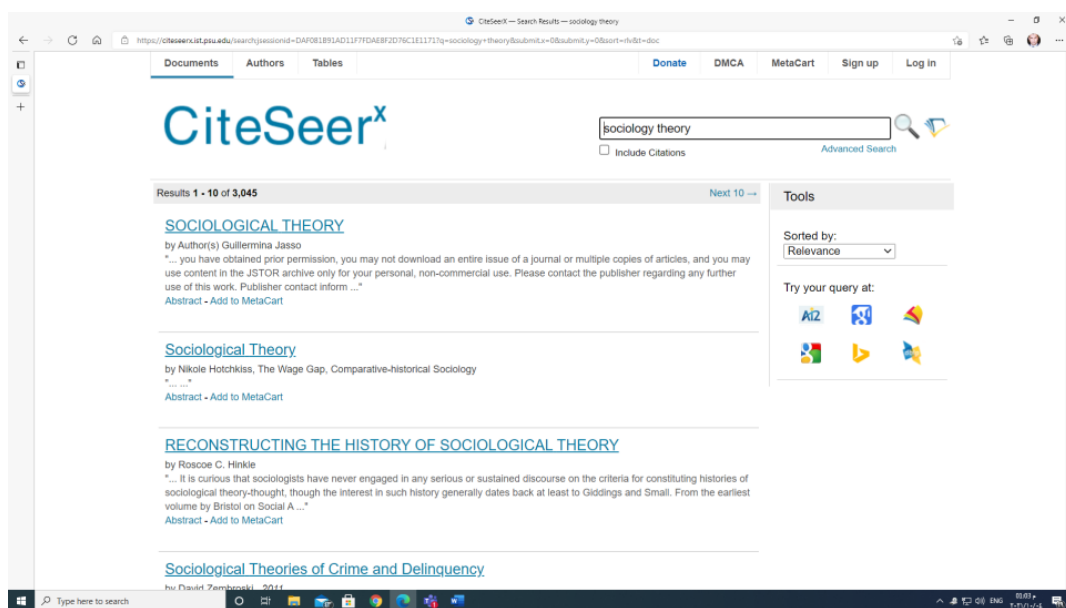 CiteSeerX — Search Results — sociology theory
https://citeseerx.ist.psu.edu/search;jsessionid=DAF081B91AD11F7FDAEBF2D76C1E1171?q=sociology+theory&submit.x=0&submit.y=0&sort=rlv&t=doc
Documents Authors Tables Donate DMCA MetaCart Sign up Log in
CiteSeerX
sociology theory
Include Citations
Advanced Search
Results 1 - 10 of 3,045 Next 10 →
Tools
SOCIOLOGICAL THEORY
by Author(s) Guillermina Jasso
"... you have obtained prior permission, you may not download an entire issue of a journal or multiple copies of articles, and you may
use content in the JSTOR archive only for your personal, non-commercial use. Please contact the publisher regarding any further
use of this work. Publisher contact inform ..."
Abstract - Add to MetaCart
Sorted by:
Relevance
Try your query at:
AI2
Sociological Theory
by Nikole Hotchkiss, The Wage Gap, Comparative-historical Sociology
"... ..."
Abstract - Add to MetaCart
RECONSTRUCTING THE HISTORY OF SOCIOLOGICAL THEORY
by Roscoe C. Hinkle
"... It is curious that sociologists have never engaged in any serious or sustained discourse on the criteria for constituting histories of
sociological theory-thought, though the interest in such history generally dates back at least to Giddings and Small. From the earliest
volume by Bristol on Social A ..."
Abstract - Add to MetaCart
Sociological Theories of Crime and Delinquency
by David Zembroski, 2011
Type here to search
ENG